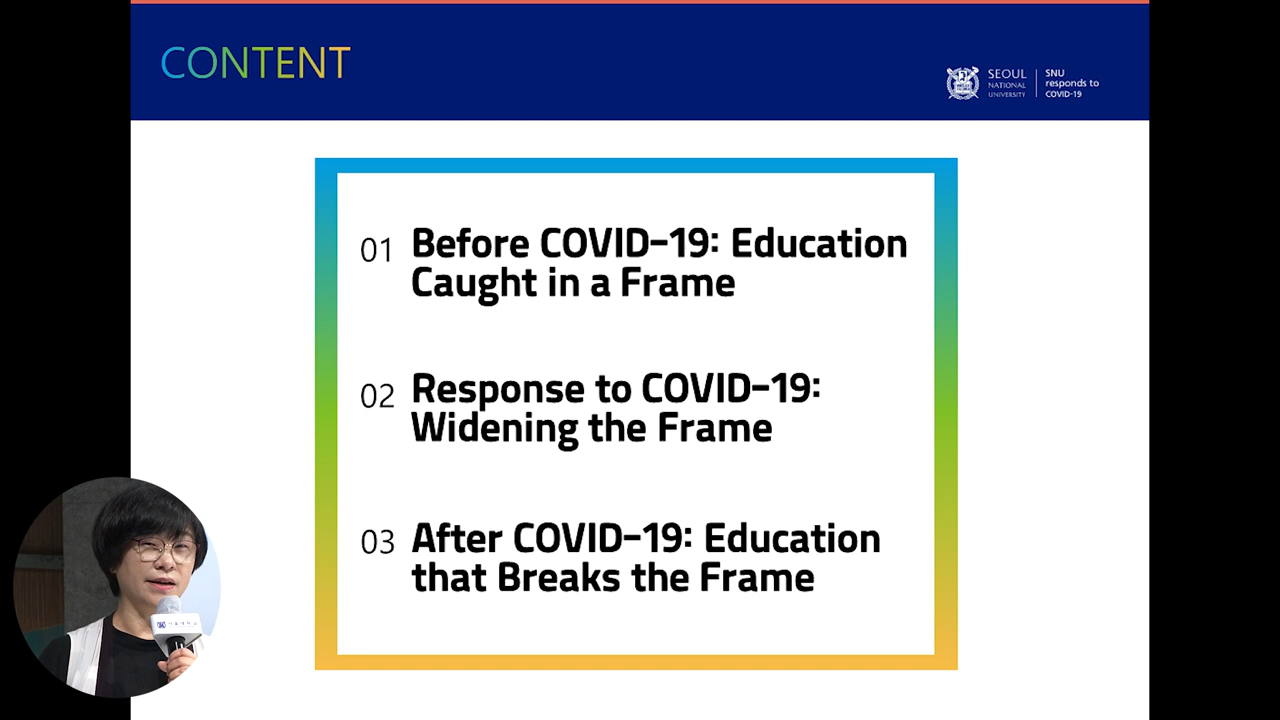 CONTENT
SEOUL
NATIONAL
UNIVERSITY
SNU
responds to
COVID-19
01 Before COVID-19: Education
Caught in a Frame
02 Response to COVID-19:
Widening the Frame
03 After COVID-19: Education
that Breaks the Frame